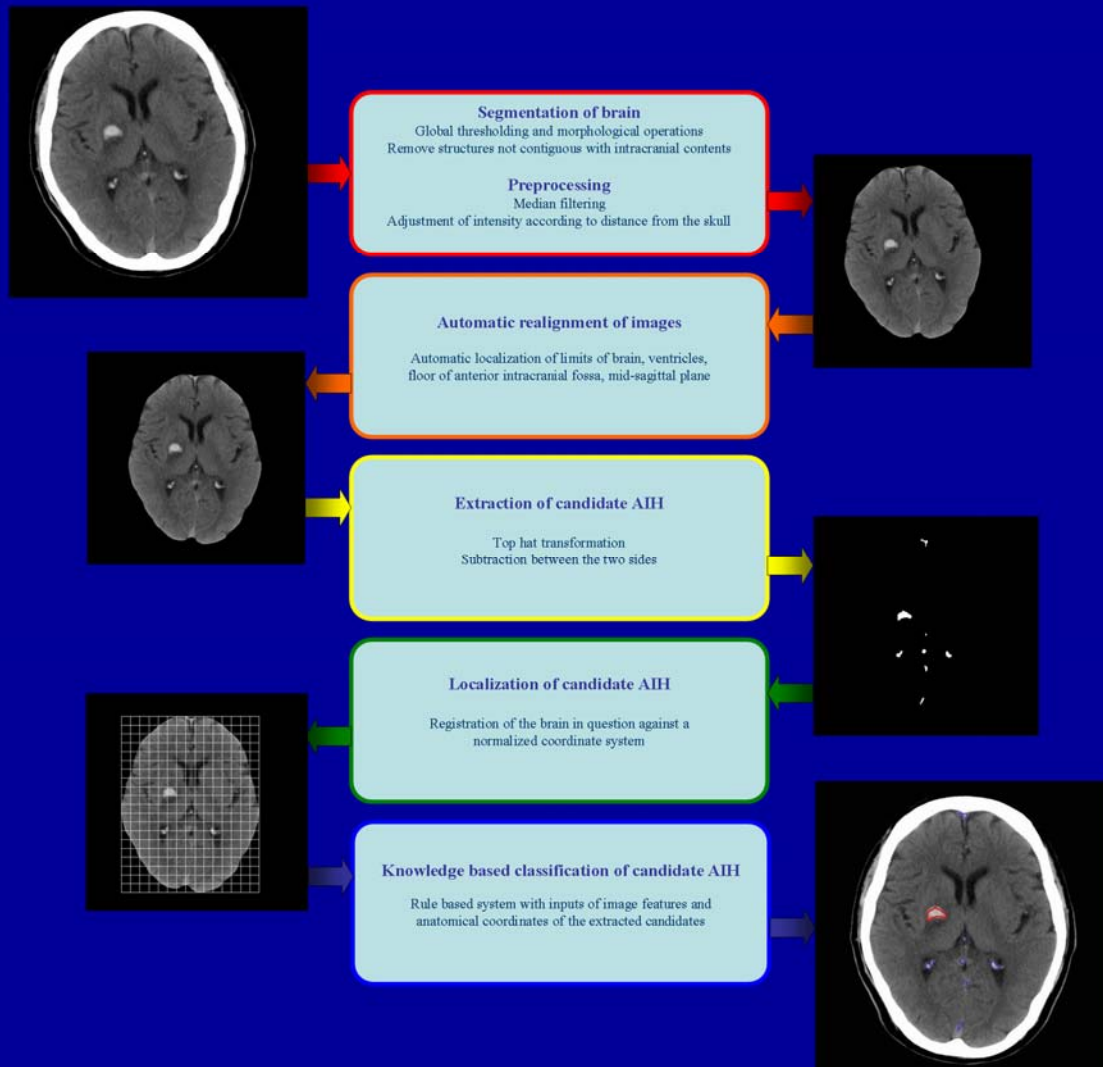 Segmentation of brain
Global thresholding and morphological operations
Remove structures not contiguous with intracranial contents
Preprocessing
Median filtering
Adjustment of intensity according to distance from the skull
Automatic realignment of images
Automatic localization of limits of brain, ventricles,
floor of anterior intracranial fossa, mid-sagittal plane
Extraction of candidate AIH
Top hat transformation
Subtraction between the two sides
Localization of candidate AIH
Registration of the brain in question against a
normalized coordinate system
Knowledge based classification of candidate AIH
Rule based system with inputs of image features and
anatomical coordinates of the extracted candidates